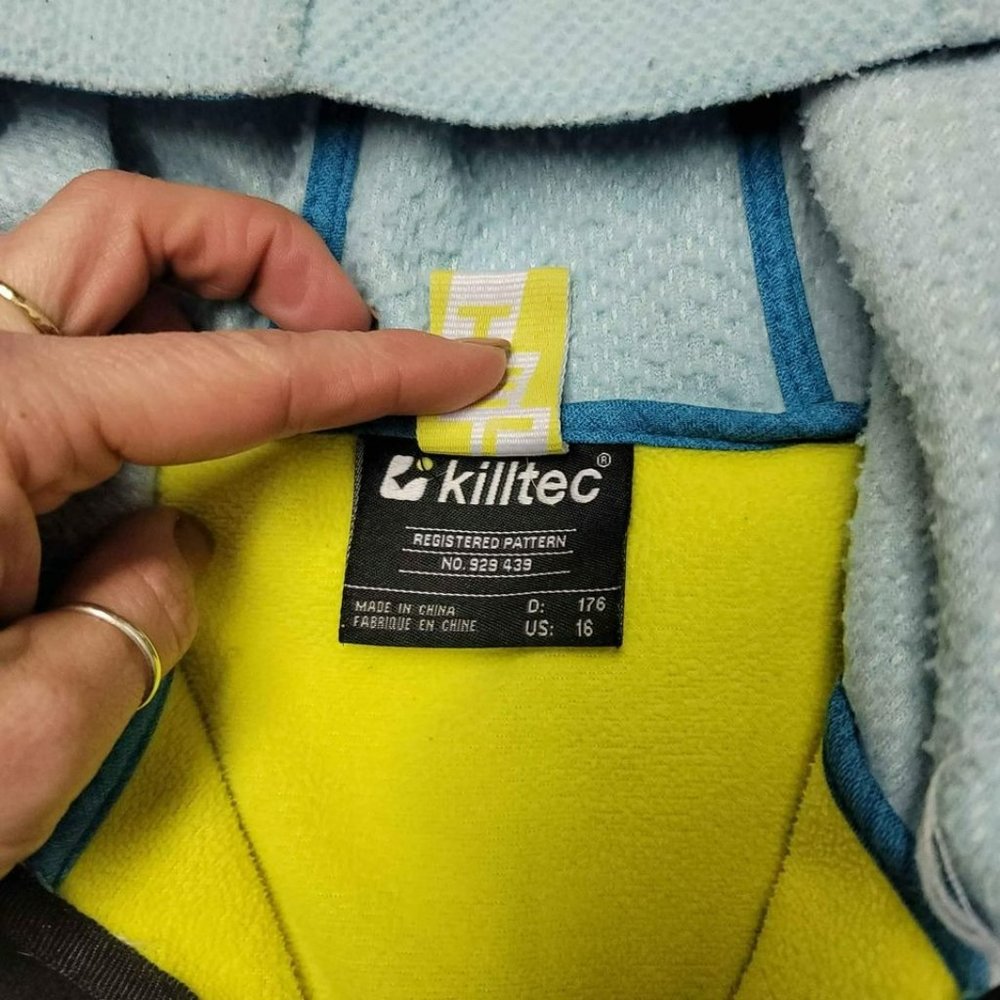 killtec®
REGISTERED PATTERN
NO. 929 439
MADE IN CHINA
FABRIQUE EN CHINE
D: 176
US: 16